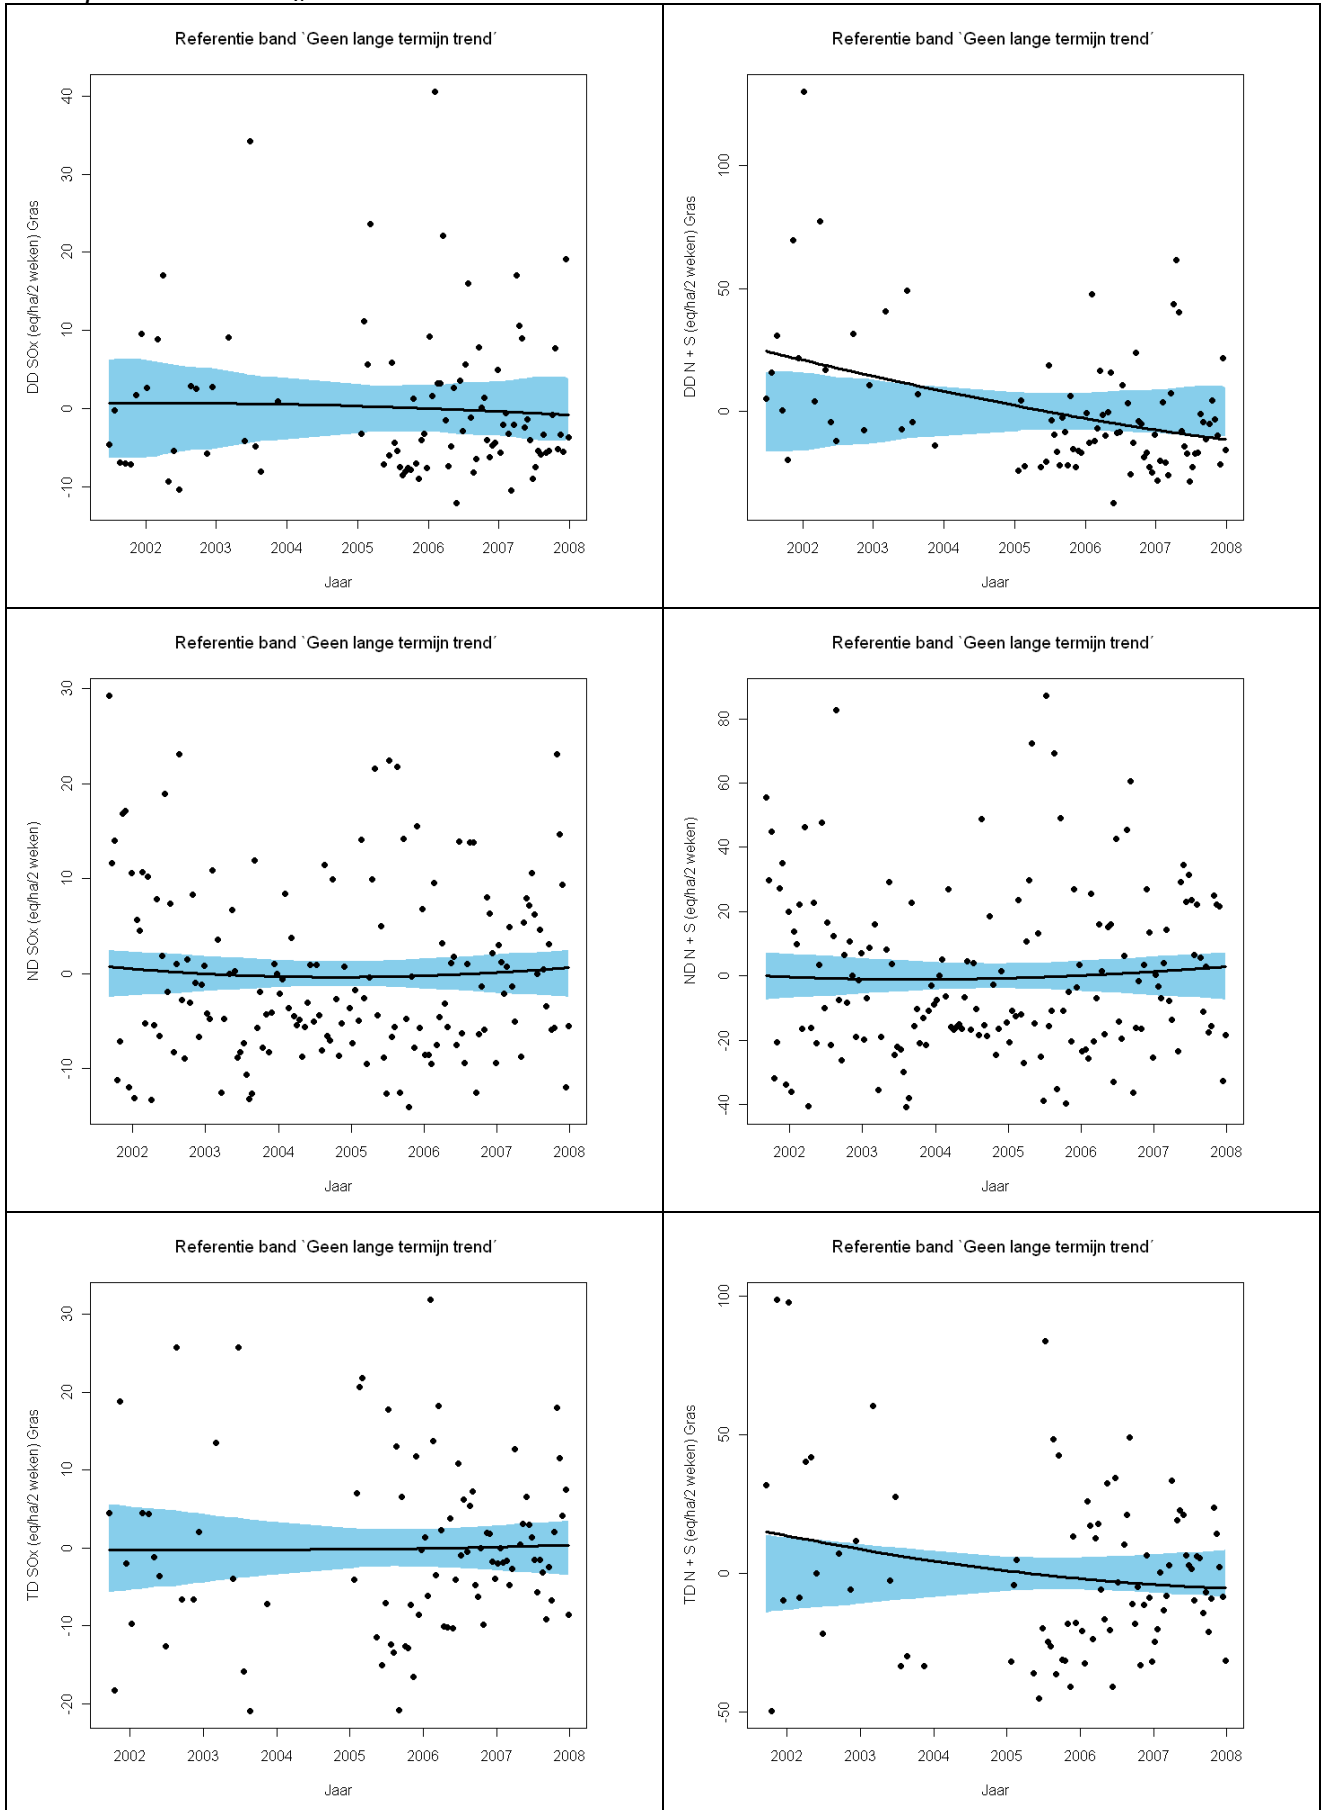 Referentie band `Geen lange termijn trend´
DD SOx (eq/ha/2 weken) Gras
40
30
20
10
0
-10
2002 2003 2004 2005 2006 2007 2008
Jaar
Referentie band `Geen lange termijn trend´
DD N + S (eq/ha/2 weken) Gras
100
50
0
2002 2003 2004 2005 2006 2007 2008
Jaar
Referentie band `Geen lange termijn trend´
ND SOx (eq/ha/2 weken)
30
20
10
0
-10
2002 2003 2004 2005 2006 2007 2008
Jaar
Referentie band `Geen lange termijn trend´
ND N + S (eq/ha/2 weken)
80
60
40
20
0
-20
-40
2002 2003 2004 2005 2006 2007 2008
Jaar
Referentie band `Geen lange termijn trend´
TD SOx (eq/ha/2 weken) Gras
30
20
10
0
-10
-20
2002 2003 2004 2005 2006 2007 2008
Jaar
Referentie band `Geen lange termijn trend´
TD N + S (eq/ha/2 weken) Gras
100
50
0
-50
2002 2003 2004 2005 2006 2007 2008
Jaar